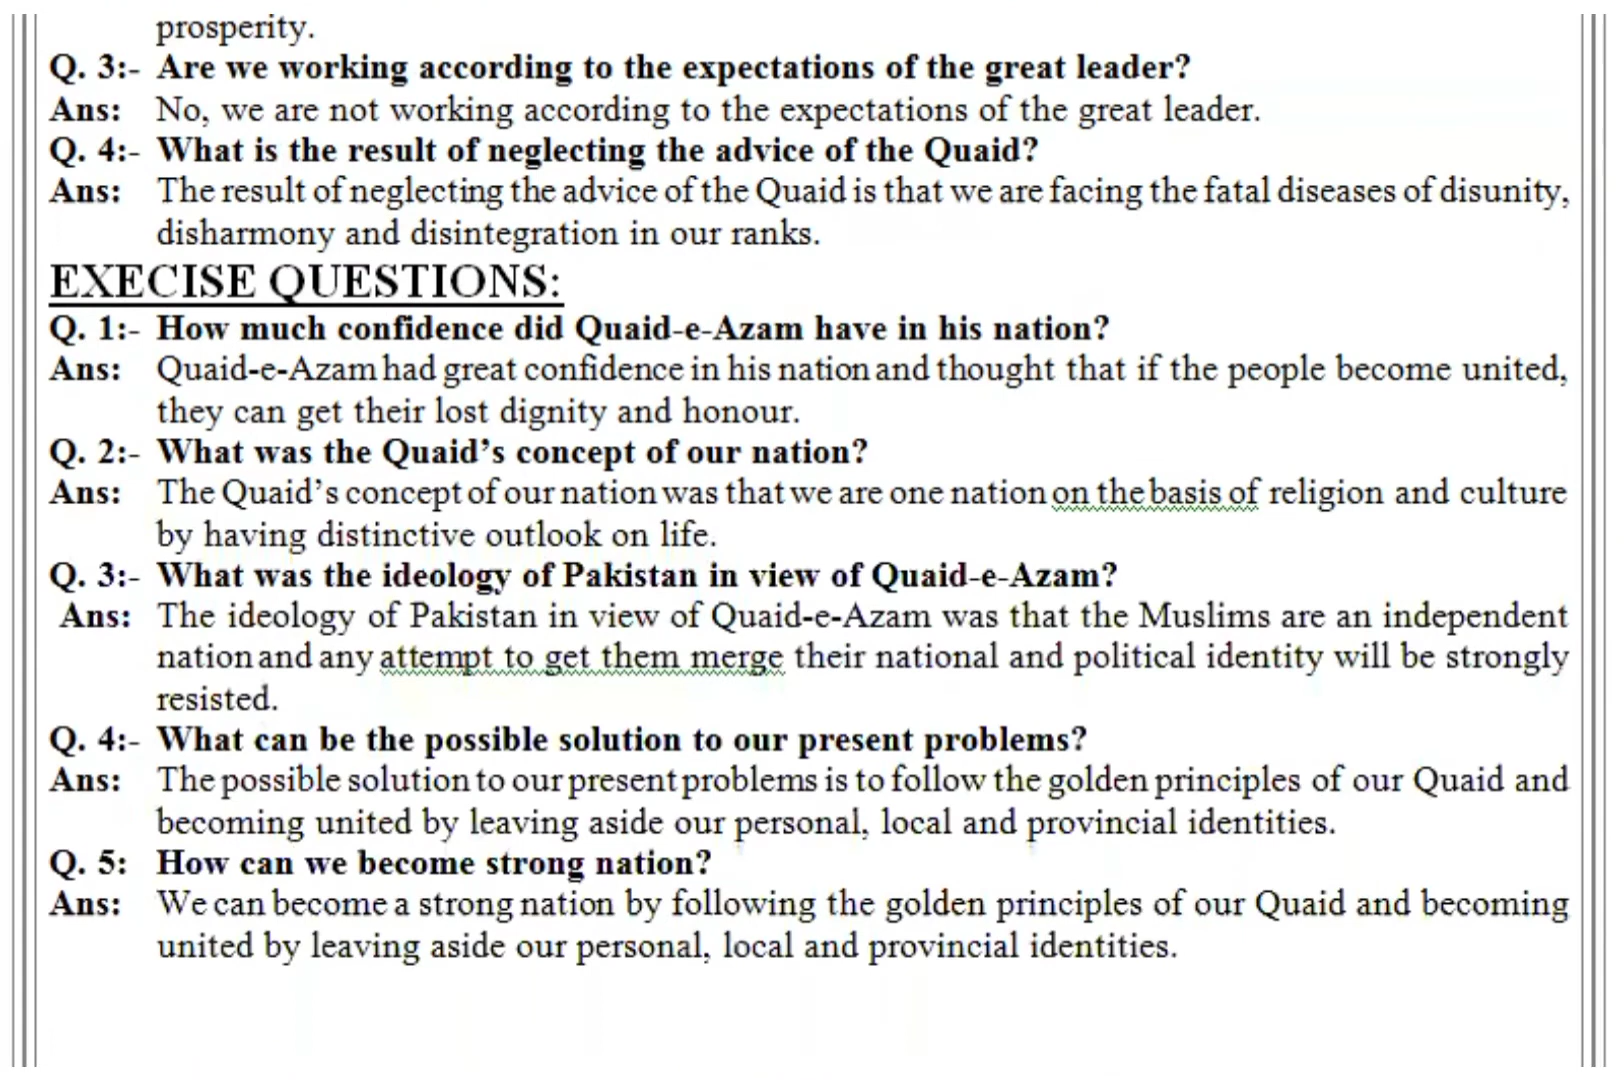 prosperity.
Q. 3:- Are we working according to the expectations of the great leader?
Ans: No, we are not working according to the expectations of the great leader.
Q. 4:- What is the result of neglecting the advice of the Quaid?
Ans: The result of neglecting the advice of the Quaid is that we are facing the fatal diseases of disunity,
disharmony and disintegration in our ranks.
EXECISE QUESTIONS:
Q. 1:- How much confidence did Quaid-e-Azam have in his nation?
Ans: Quaid-e-Azam had great confidence in his nation and thought that if the people become united,
they can get their lost dignity and honour.
Q. 2:- What was the Quaid’s concept of our nation?
Ans: The Quaid’s concept of our nation was that we are one nation on the basis of religion and culture
by having distinctive outlook on life.
Q. 3:- What was the ideology of Pakistan in view of Quaid-e-Azam?
Ans: The ideology of Pakistan in view of Quaid-e-Azam was that the Muslims are an independent
nation and any attempt to get them merge their national and political identity will be strongly
resisted.
Q. 4:- What can be the possible solution to our present problems?
Ans: The possible solution to our present problems is to follow the golden principles of our Quaid and
becoming united by leaving aside our personal, local and provincial identities.
Q. 5: How can we become strong nation?
Ans: We can become a strong nation by following the golden principles of our Quaid and becoming
united by leaving aside our personal, local and provincial identities.